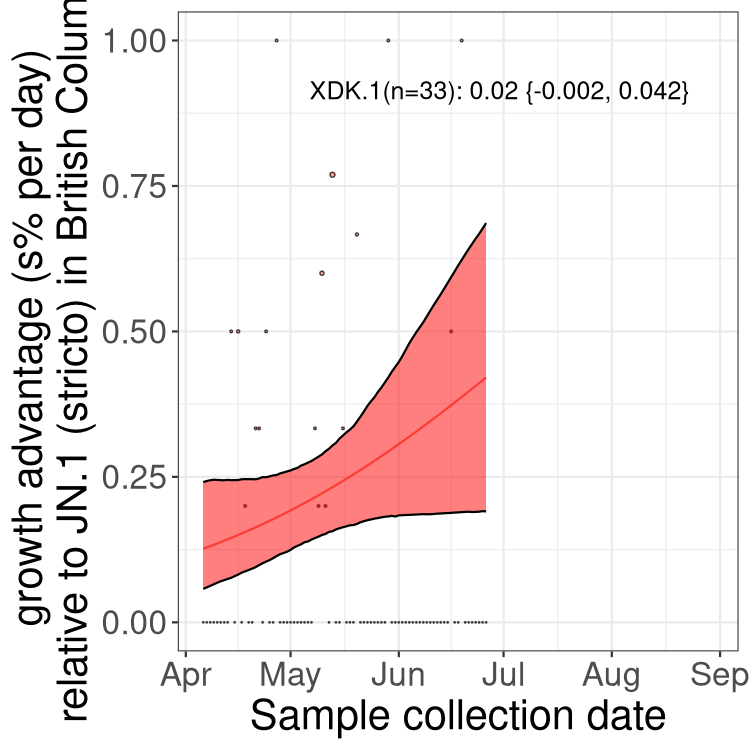 growth advantage (s% per day)
relative to JN.1 (stricto) in British Colum
1.00
0.75
0.50
0.25
0.00
XDK.1(n=33): 0.02 {-0.002, 0.042}
Apr May Jun Jul Aug Sep
Sample collection date